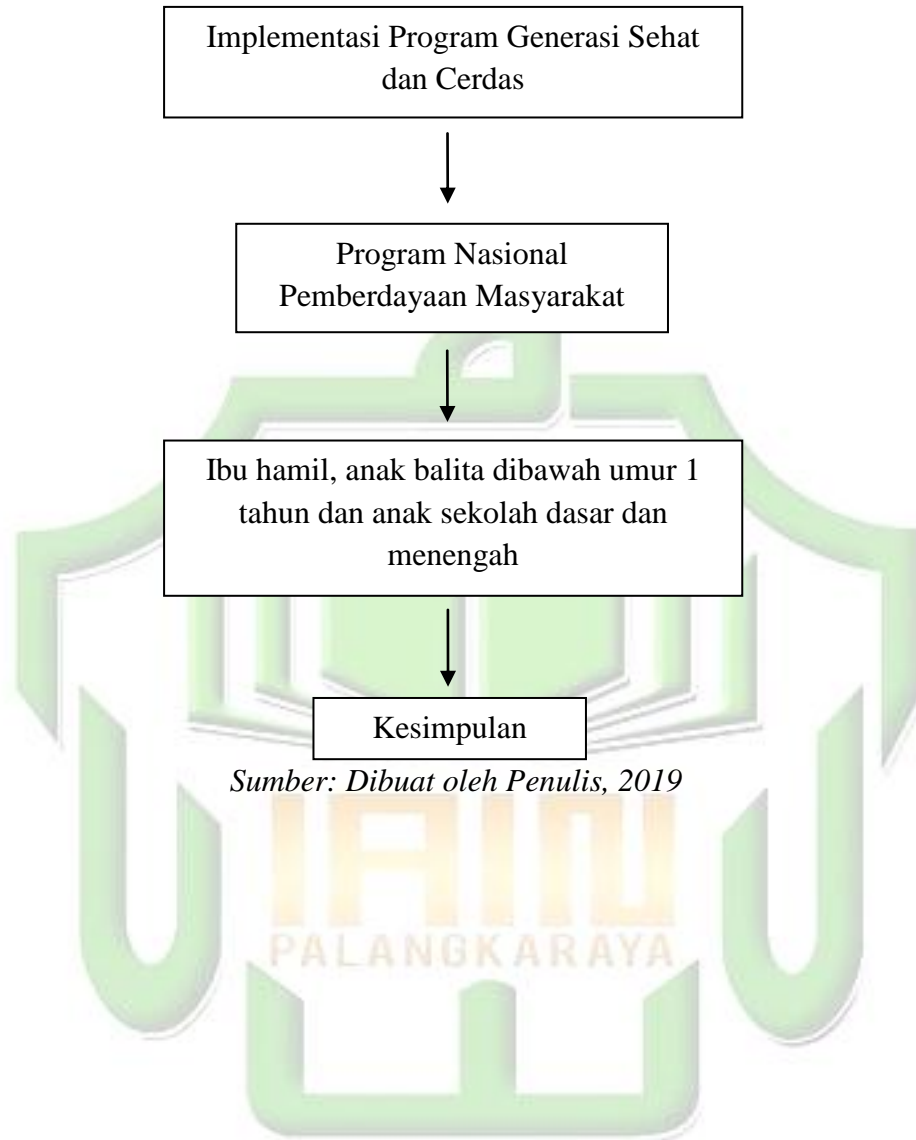 Implementasi Program Generasi Sehat
dan Cerdas
Program Nasional
Pemberdayaan Masyarakat
Ibu hamil, anak balita dibawah umur 1
tahun dan anak sekolah dasar dan
menengah
Kesimpulan
Sumber: Dibuat oleh Penulis, 2019
IAIN
PALANGKARAYA